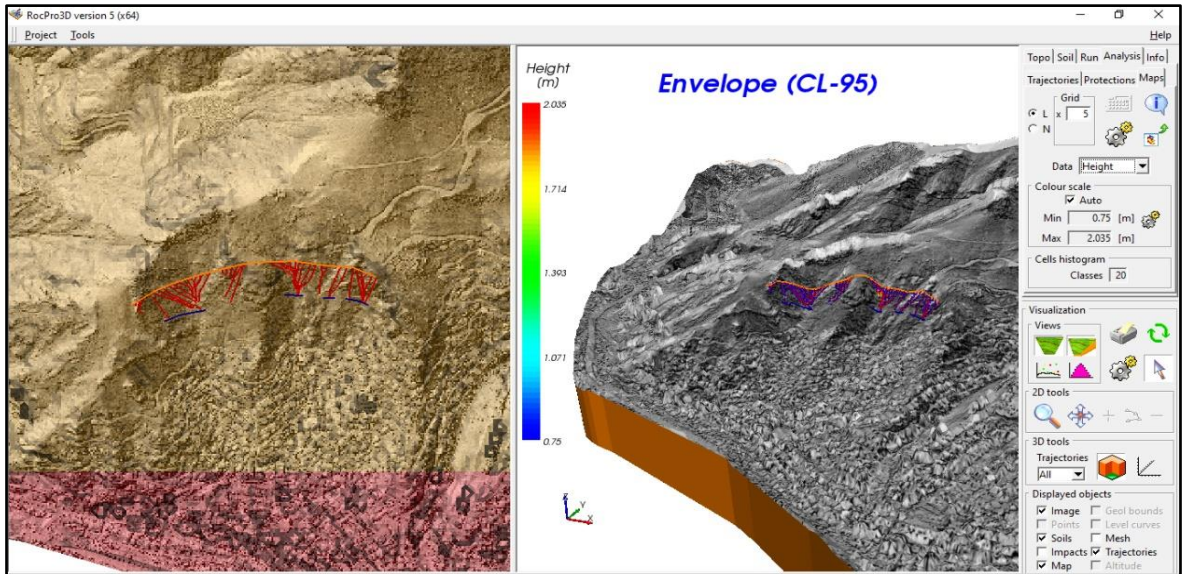 RocPro3D version 5 (x64)
Project Tools Help
Height
(m)
2.035
1.714
1.393
1.071
0.75
Envelope (CL-95)
Z
Y
X
Topo Soil Run Analysis Info
Trajectories Protections Maps
Grid
L x 5
N
Data Height
Colour scale
Auto
Min 0.75 [m]
Max 2.035 [m]
Cells histogram
Classes 20
Visualization
Views
2D tools
3D tools
Trajectories
All
Displayed objects
Image Geol bounds
Points Level curves
Soils Mesh
Impacts Trajectories
Map Altitude